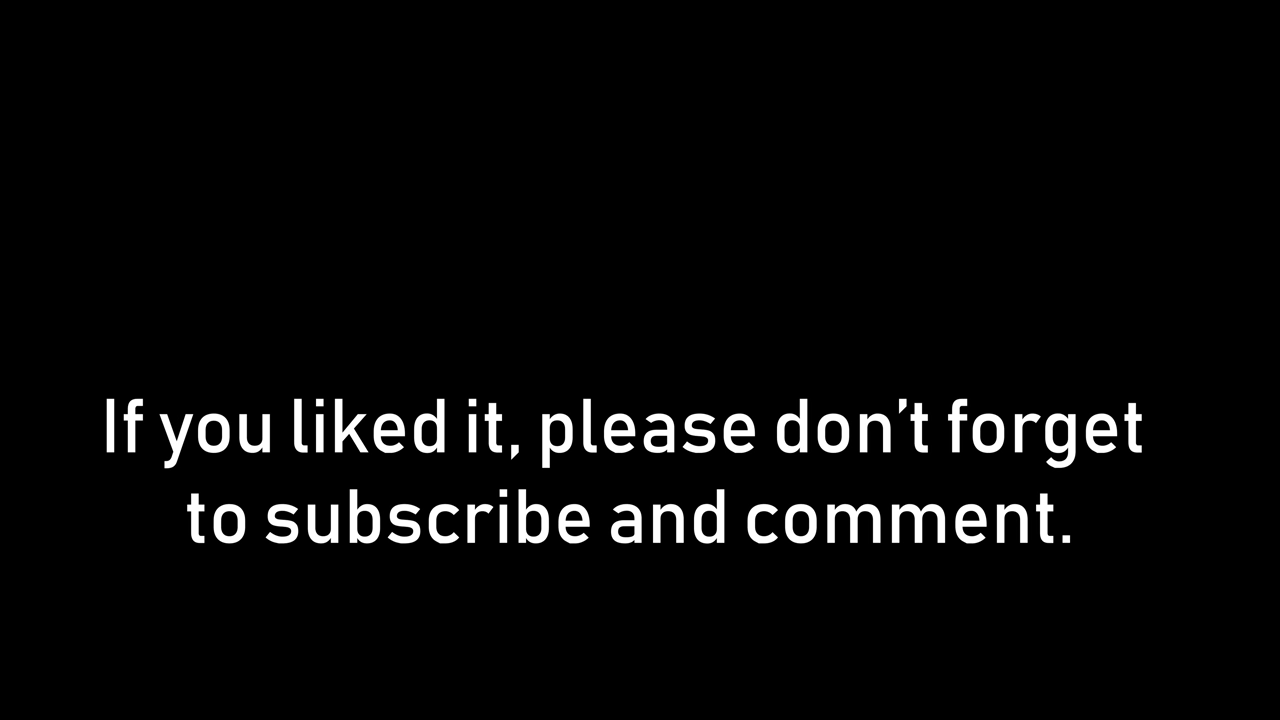 If you liked it, please don’t forget
to subscribe and comment.